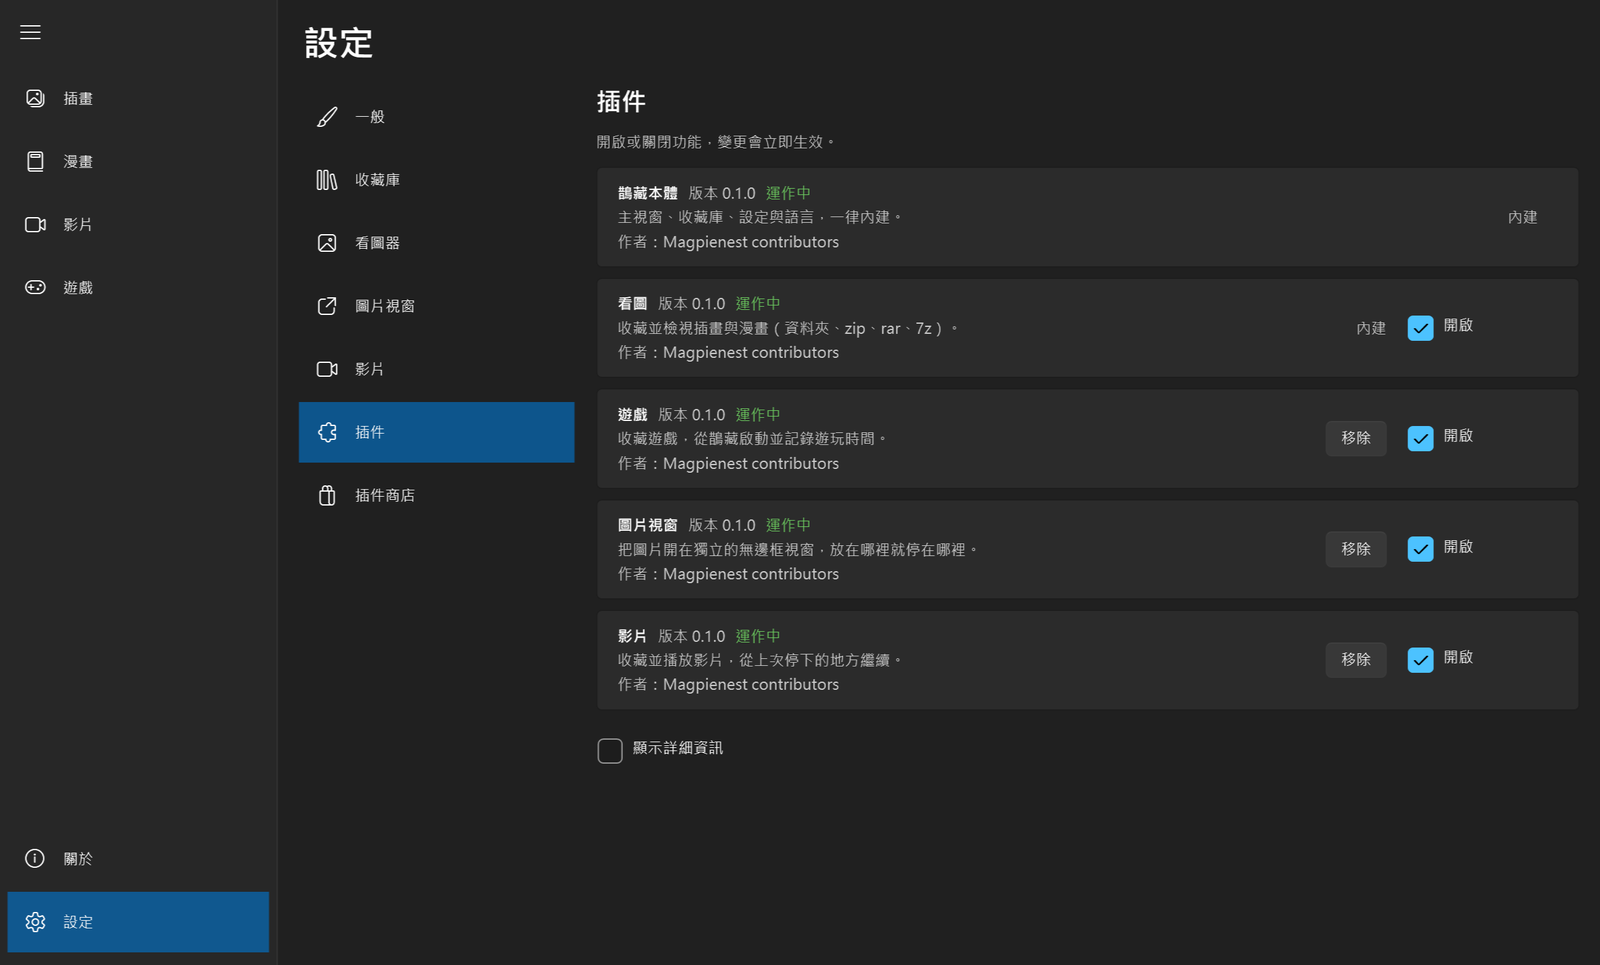 設定
插畫
漫畫
影片
遊戲
關於
設定
一般
收藏庫
看圖器
圖片視窗
影片
插件
插件商店
插件
開啟或關閉功能，變更會立即生效。
鵲藏本體 版本 0.1.0 運作中
主視窗、收藏庫、設定與語言，一律內建。
作者：Magpienest contributors
內建
看圖 版本 0.1.0 運作中
收藏並檢視插畫與漫畫（資料夾、zip、rar、7z）。
作者：Magpienest contributors
內建
開啟
遊戲 版本 0.1.0 運作中
收藏遊戲，從鵲藏啟動並記錄遊玩時間。
作者：Magpienest contributors
移除
開啟
圖片視窗 版本 0.1.0 運作中
把圖片開在獨立的無邊框視窗，放在哪裡就停在哪裡。
作者：Magpienest contributors
移除
開啟
影片 版本 0.1.0 運作中
收藏並播放影片，從上次停下的地方繼續。
作者：Magpienest contributors
移除
開啟
顯示詳細資訊